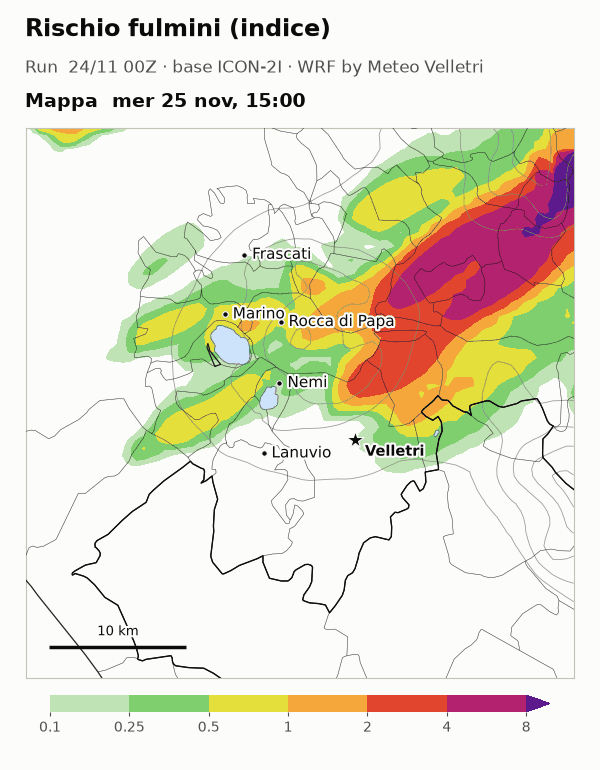 Rischio fulmini (indice)
Run  24/11 00Z · base ICON-2I · WRF by Meteo Velletri
Mappa  mer 25 nov, 15:00
Frascati
Marino
Rocca di Papa
Nemi
Velletri
Lanuvio
10 km
0.1 0.25 0.5 1 2 4 8